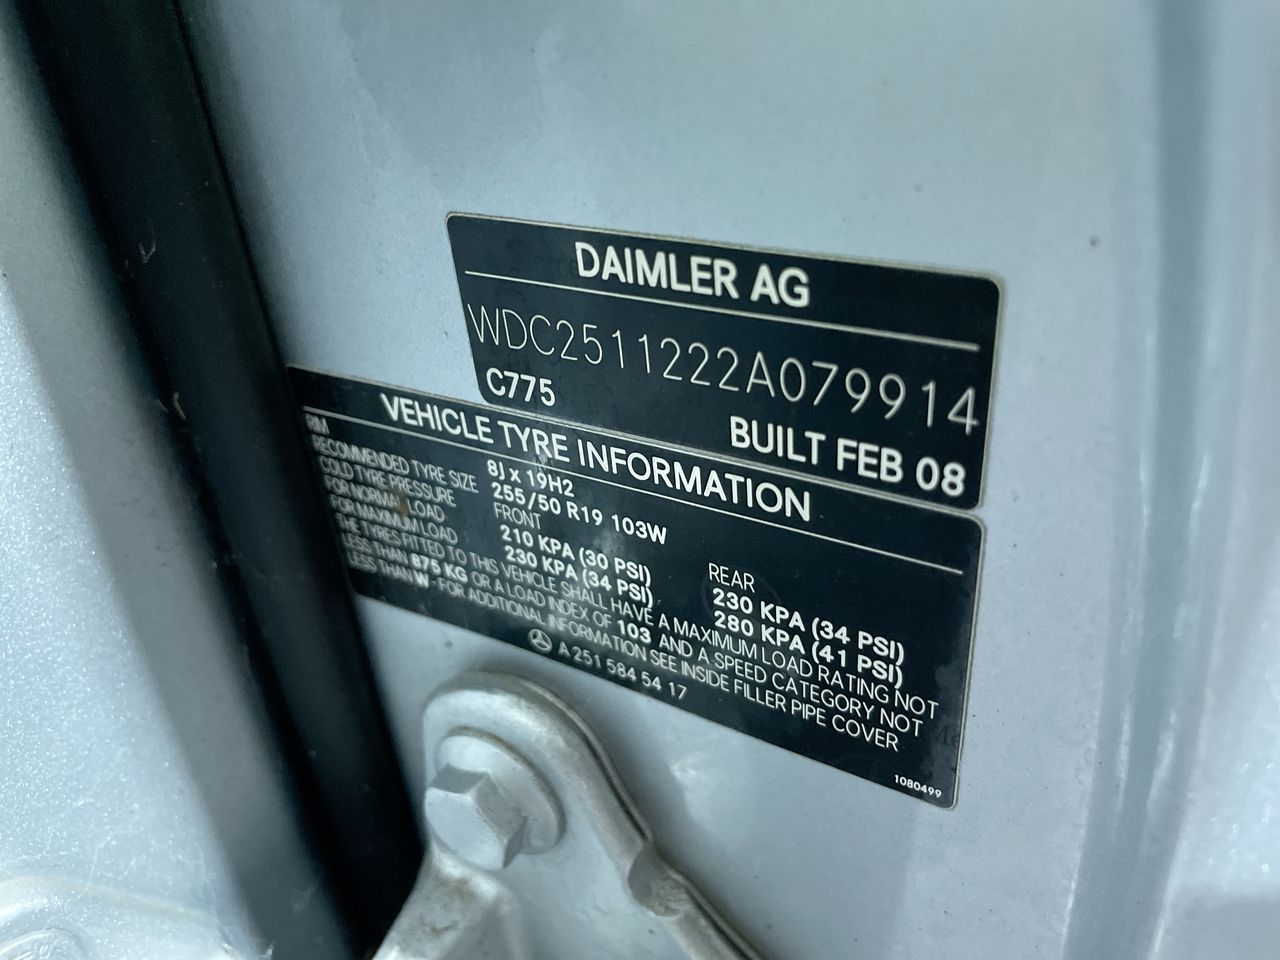 DAIMLER AG
WDC2511222A079914
C775
BUILT FEB 08
VEHICLE TYRE INFORMATION
RIM 8J x 19H2
RECOMMENDED TYRE SIZE 255/50 R19 103W
COLD TYRE PRESSURE FRONT REAR
FOR NORMAL LOAD 210 KPA (30 PSI) 230 KPA (34 PSI)
FOR MAXIMUM LOAD 230 KPA (34 PSI) 280 KPA (41 PSI)
THE TYRES FITTED TO THIS VEHICLE SHALL HAVE A MAXIMUM LOAD RATING NOT
LESS THAN 875 KG OR A LOAD INDEX OF 103 AND A SPEED CATEGORY NOT
LESS THAN W - FOR ADDITIONAL INFORMATION SEE INSIDE FILLER PIPE COVER
A 251 584 54 17
1080499